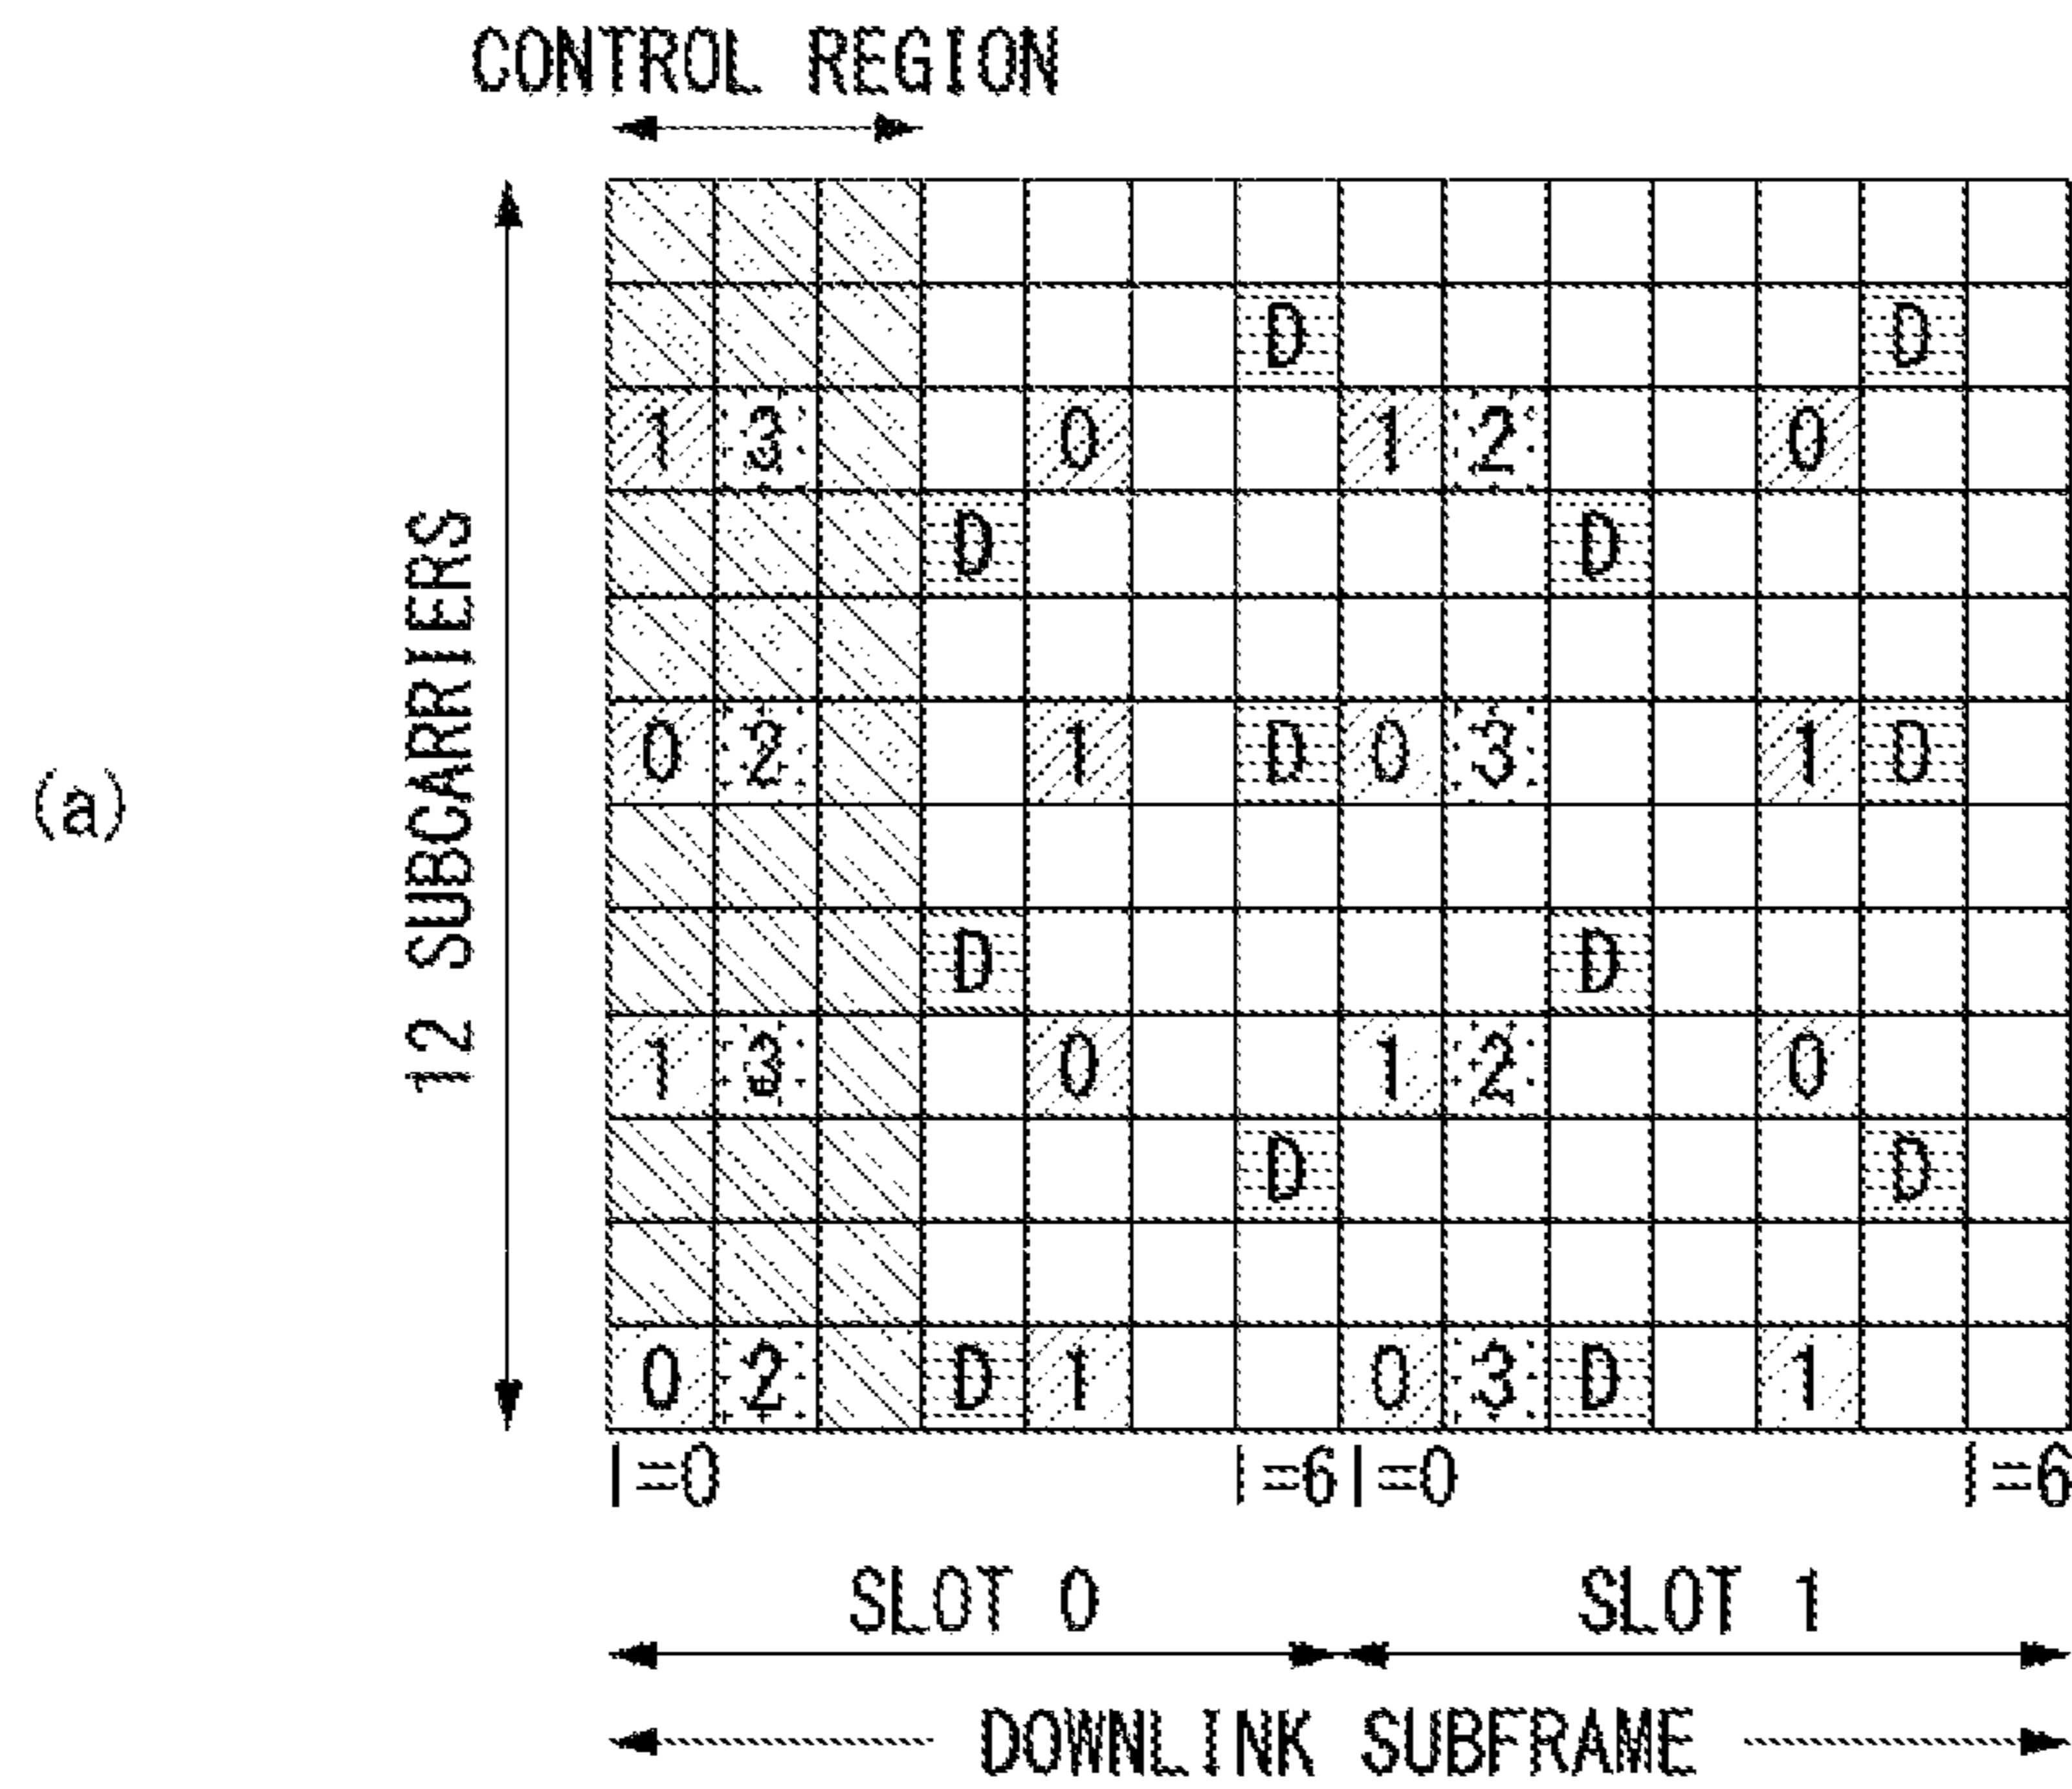 CONTROL REGION
D D
1 3 0 1 2 0
D D
0 2 1 D 0 3 1 D
D D
1 3 0 1 2 0
D D
0 2 D 1 0 3 D 1
(a)
12 SUBCARRIERS
l=0 l=6 l=0 l=6
SLOT 0 SLOT 1
DOWNLINK SUBFRAME